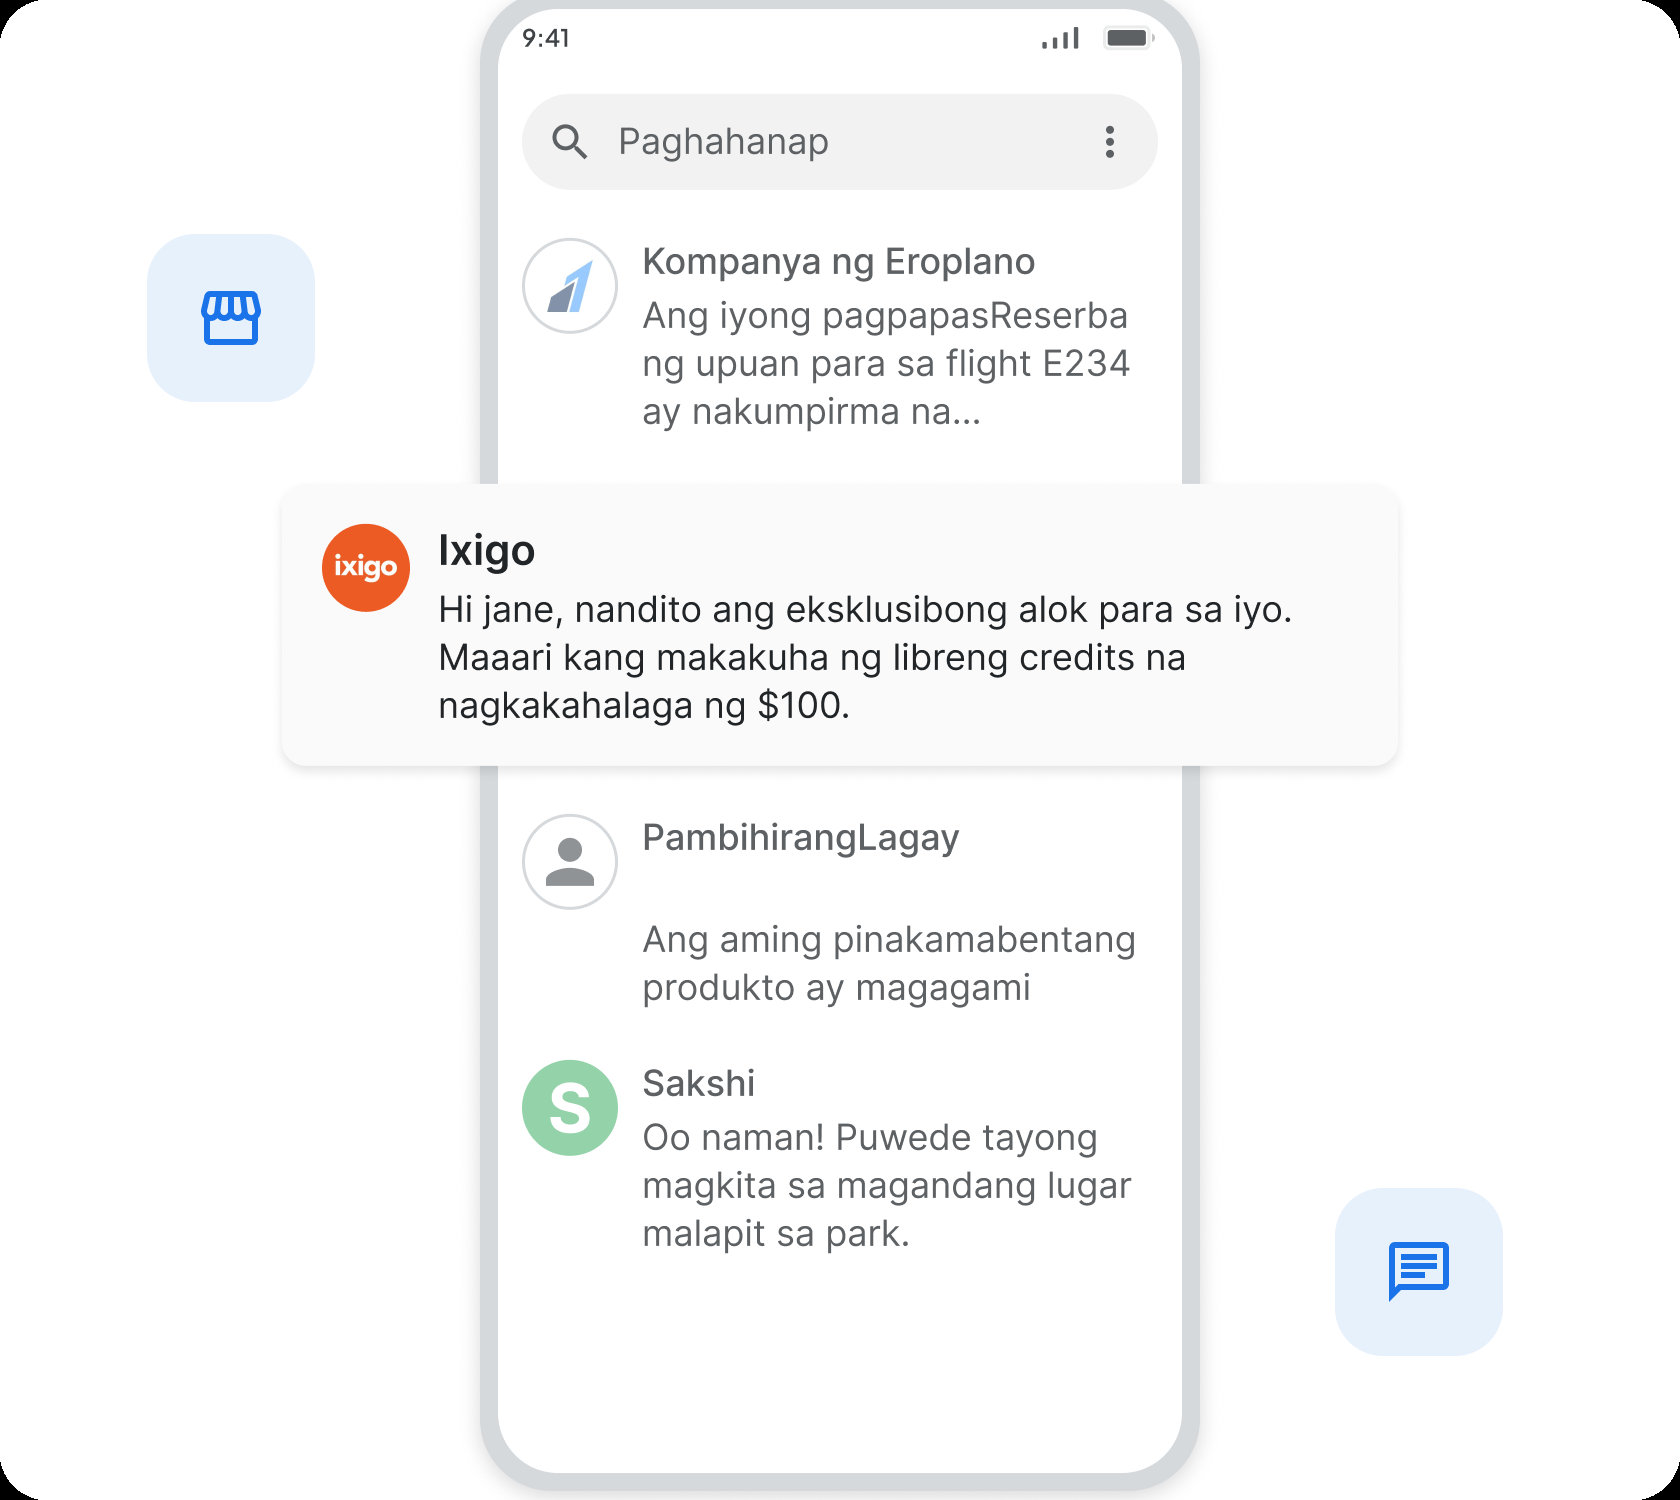 9:41
Paghahanap
Kompanya ng Eroplano
Ang iyong pagpapasReserba
ng upuan para sa flight E234
ay nakumpirma na...
ixigo
Ixigo
Hi jane, nandito ang eksklusibong alok para sa iyo.
Maaari kang makakuha ng libreng credits na
nagkakahalaga ng $100.
PambihirangLagay
Ang aming pinakamabentang
produkto ay magagami
S
Sakshi
Oo naman! Puwede tayong
magkita sa magandang lugar
malapit sa park.